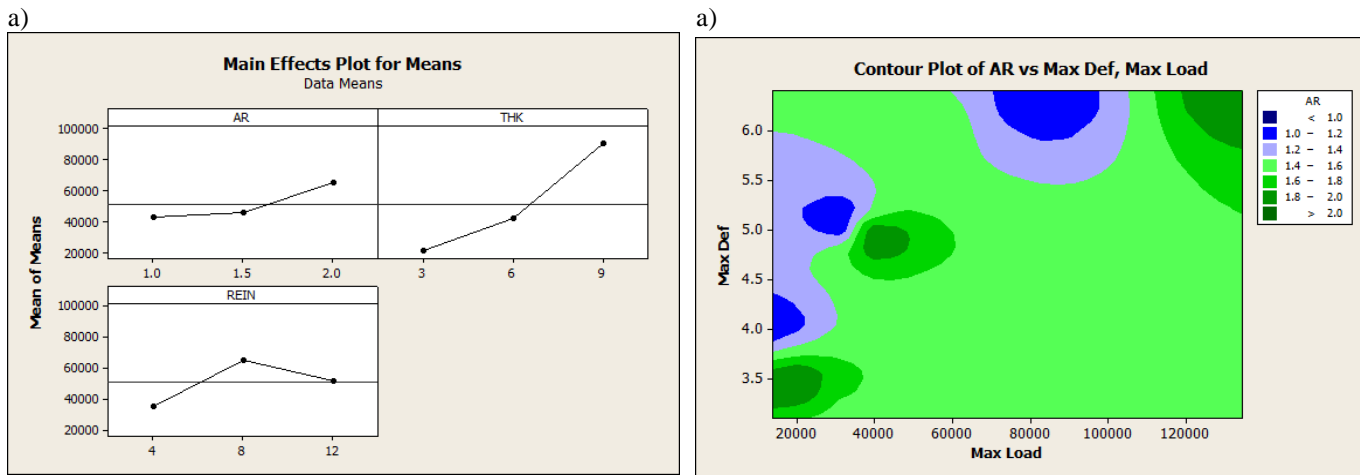 a)
Main Effects Plot for Means
Data Means
AR
THK
100000
80000
60000
40000
20000
1.0 1.5 2.0
3 6 9
REIN
100000
80000
60000
40000
20000
4 8 12
Mean of Means
a)
Contour Plot of AR vs Max Def, Max Load
6.0
5.5
5.0
4.5
4.0
3.5
Max Def
20000 40000 60000 80000 100000 120000
Max Load
AR
< 1.0
1.0 – 1.2
1.2 – 1.4
1.4 – 1.6
1.6 – 1.8
1.8 – 2.0
> 2.0